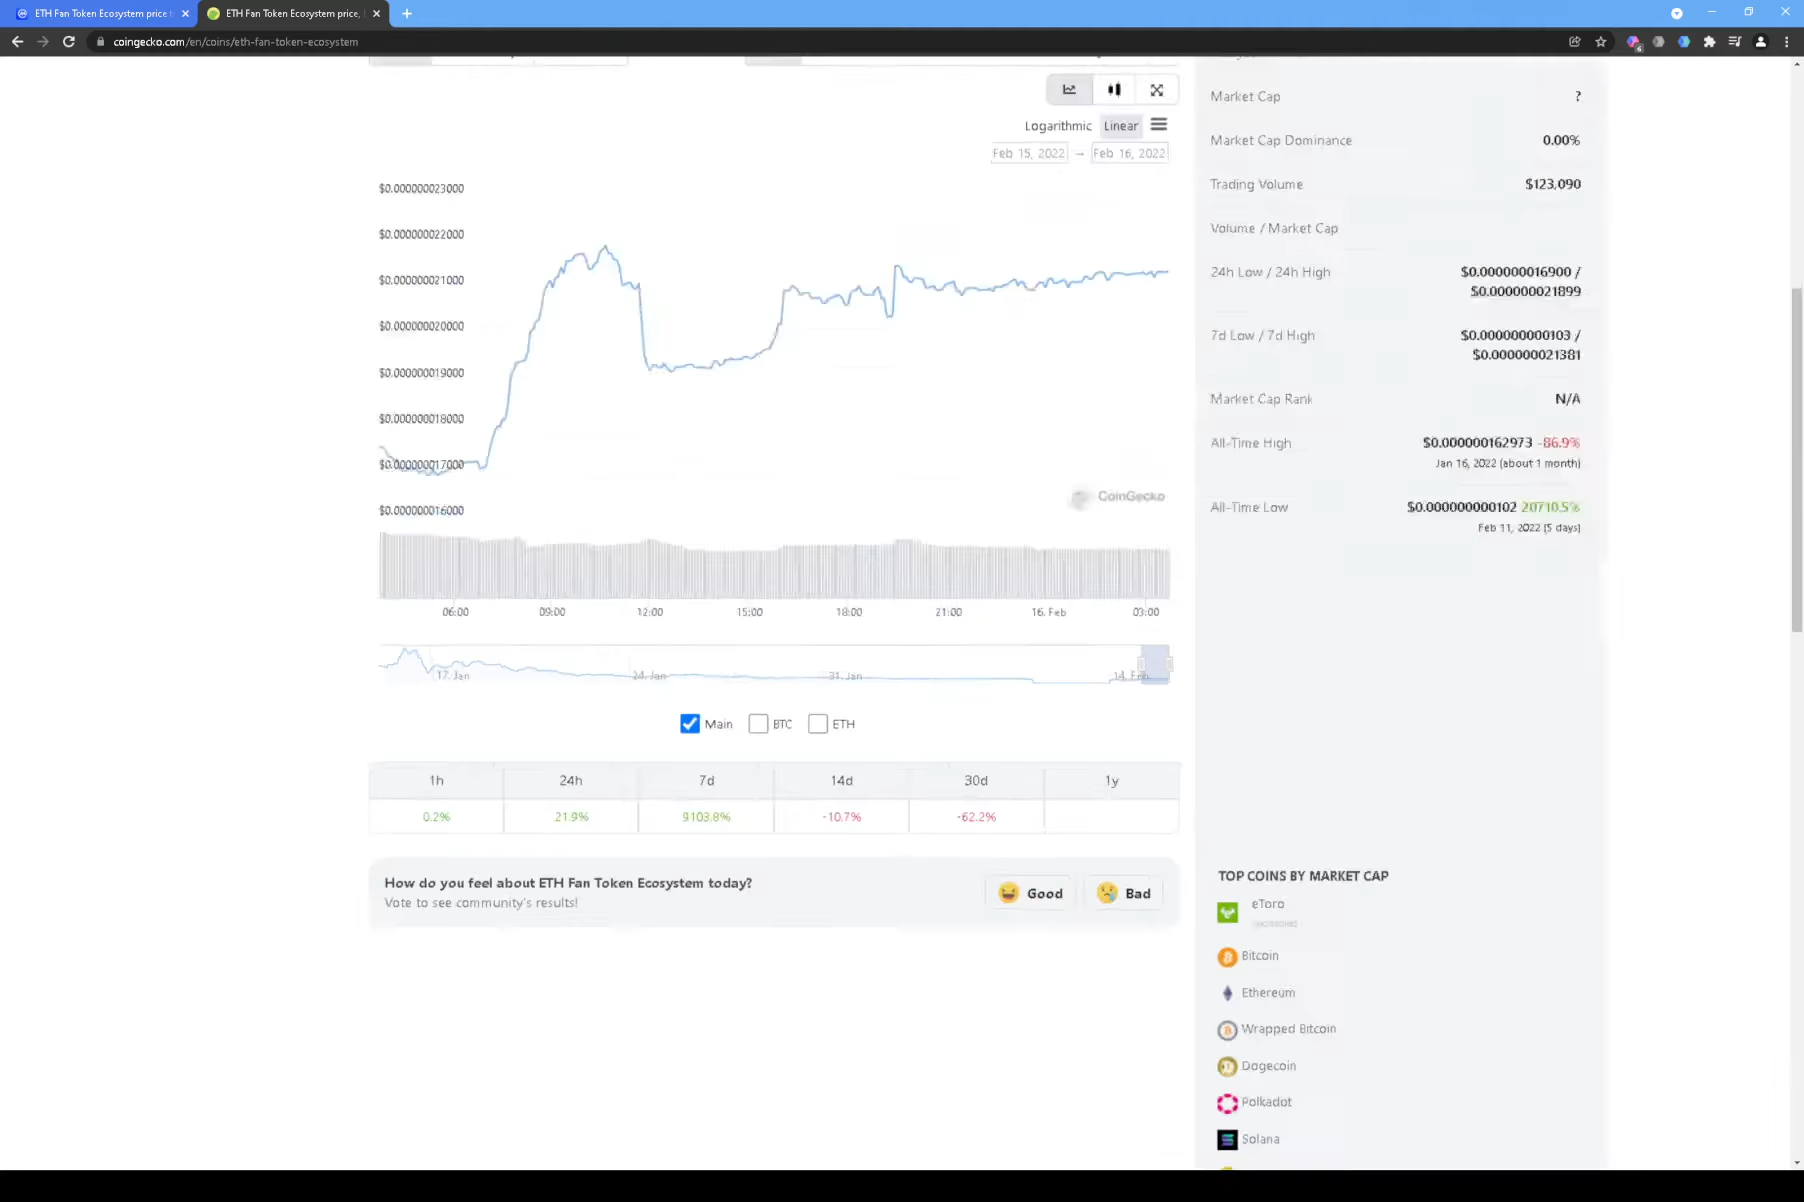 ETH Fan Token Ecosystem price t
ETH Fan Token Ecosystem price,
coingecko.com/en/coins/eth-fan-token-ecosystem
Logarithmic Linear
Feb 15, 2022 → Feb 16, 2022
$0.000000023000
$0.000000022000
$0.000000021000
$0.000000020000
$0.000000019000
$0.000000018000
$0.000000017000
$0.000000016000
CoinGecko
06:00 09:00 12:00 15:00 18:00 21:00 16. Feb 03:00
17. Jan 24. Jan 31. Jan 14. Feb
Main BTC ETH
1h 24h 7d 14d 30d 1y
0.2% 21.9% 9103.8% -10.7% -62.2%
How do you feel about ETH Fan Token Ecosystem today?
Vote to see community's results!
Good Bad
Market Cap ?
Market Cap Dominance 0.00%
Trading Volume $123,090
Volume / Market Cap
24h Low / 24h High $0.000000016900 /
$0.000000021899
7d Low / 7d High $0.000000000103 /
$0.000000021381
Market Cap Rank N/A
All-Time High $0.000000162973 -86.9%
Jan 16, 2022 (about 1 month)
All-Time Low $0.000000000102 20710.5%
Feb 11, 2022 (5 days)
TOP COINS BY MARKET CAP
eToro
Bitcoin
Ethereum
Wrapped Bitcoin
Dogecoin
Polkadot
Solana